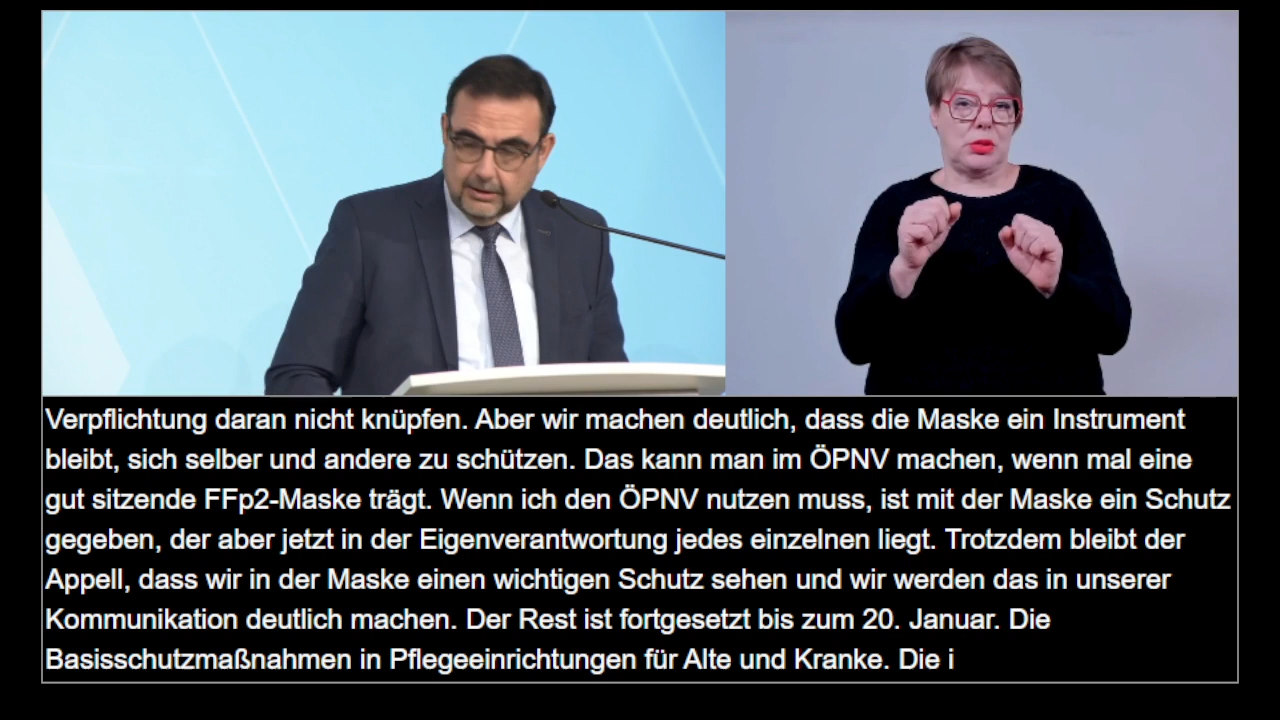 Verpflichtung daran nicht knüpfen. Aber wir machen deutlich, dass die Maske ein Instrument
bleibt, sich selber und andere zu schützen. Das kann man im ÖPNV machen, wenn mal eine
gut sitzende FFp2-Maske trägt. Wenn ich den ÖPNV nutzen muss, ist mit der Maske ein Schutz
gegeben, der aber jetzt in der Eigenverantwortung jedes einzelnen liegt. Trotzdem bleibt der
Appell, dass wir in der Maske einen wichtigen Schutz sehen und wir werden das in unserer
Kommunikation deutlich machen. Der Rest ist fortgesetzt bis zum 20. Januar. Die
Basisschutzmaßnahmen in Pflegeeinrichtungen für Alte und Kranke. Die i